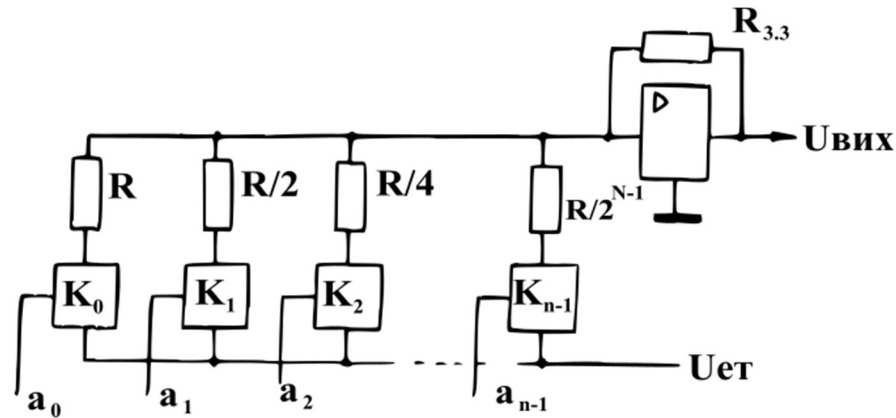 R₃.₃
Uвих
R
R/2
R/4
R/2ᴺ⁻¹
K₀
K₁
K₂
Kₙ₋₁
Uет
a₀
a₁
a₂
aₙ₋₁